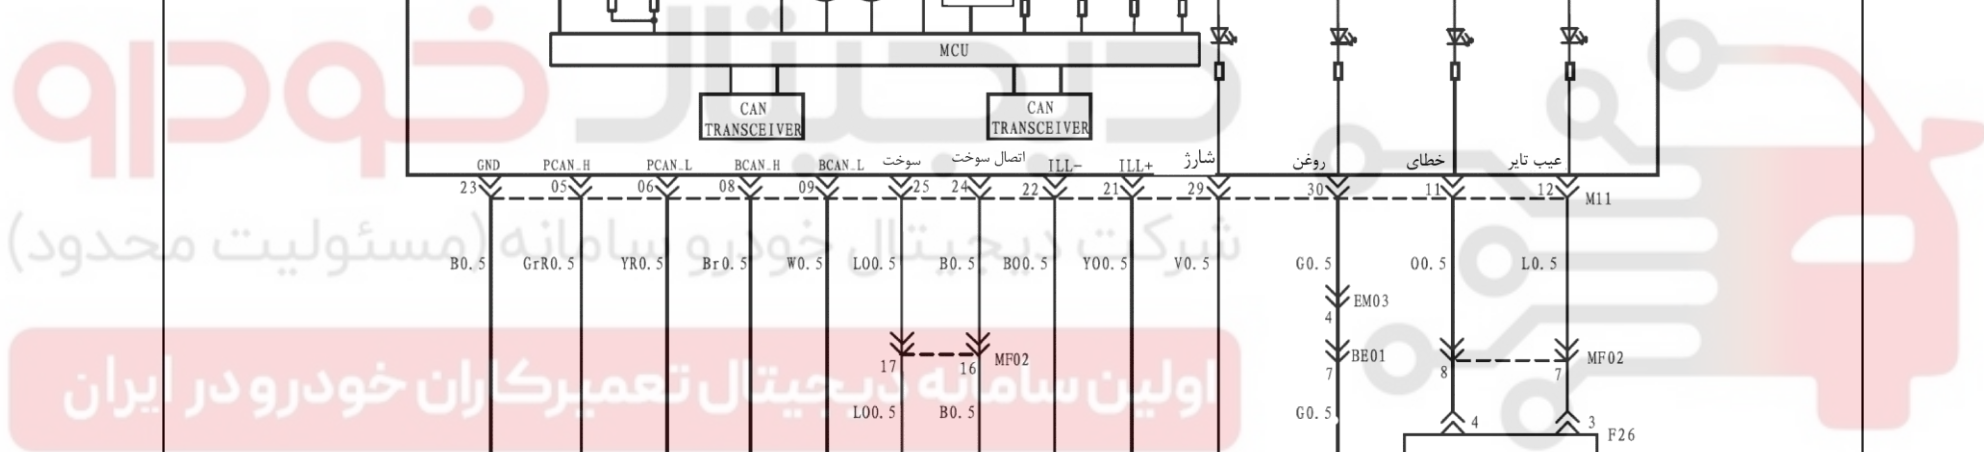 MCU
CAN TRANSCEIVER
CAN TRANSCEIVER
دیجیتال خودرو
GND PCAN_H PCAN_L BCAN_H BCAN_L سوخت اتصال سوخت ILL- ILL+ شارژ روغن خطای عیب تایر
23 05 06 08 09 25 24 22 21 29 30 11 12 M11
شرکت دیجیتال خودرو سامانه (مسئولیت محدود)
B0.5 GrR0.5 YR0.5 Br0.5 W0.5 LO0.5 B0.5 BO0.5 YO0.5 V0.5 G0.5 O0.5 L0.5
EM03
4
17 16 MF02
BE01
7
8 7 MF02
اولین سامانه دیجیتال تعمیرکاران خودرو در ایران
LO0.5 B0.5 G0.5
4 3 F26